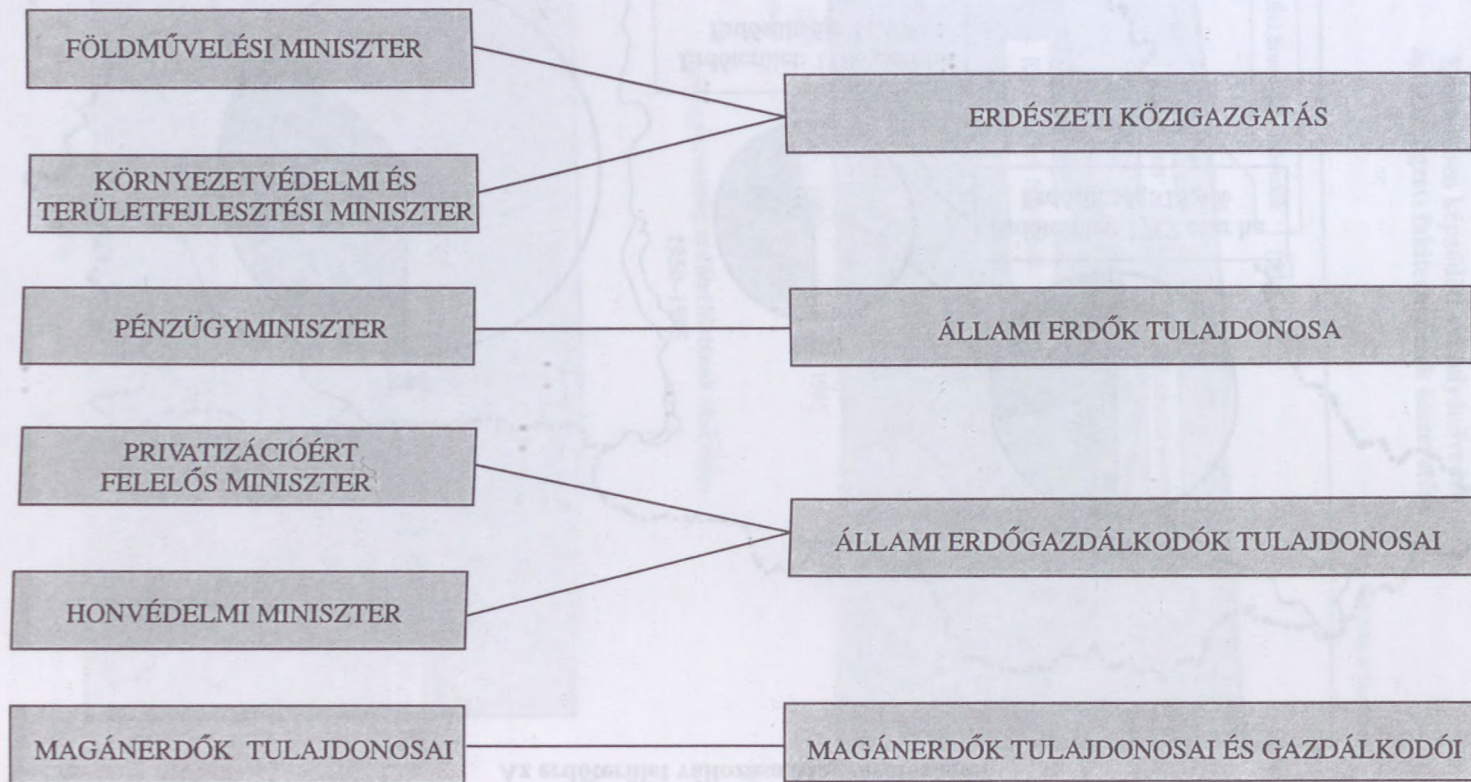 FÖLDMŰVELÉSI MINISZTER
ERDÉSZETI KÖZIGAZGATÁS
KÖRNYEZETVÉDELMI ÉS
TERÜLETFEJLESZTÉSI MINISZTER
PÉNZÜGYMINISZTER
ÁLLAMI ERDŐK TULAJDONOSA
PRIVATIZÁCIÓÉRT
FELELŐS MINISZTER
ÁLLAMI ERDŐGAZDÁLKODÓK TULAJDONOSAI
HONVÉDELMI MINISZTER
MAGÁNERDŐK TULAJDONOSAI
MAGÁNERDŐK TULAJDONOSAI ÉS GAZDÁLKODÓI